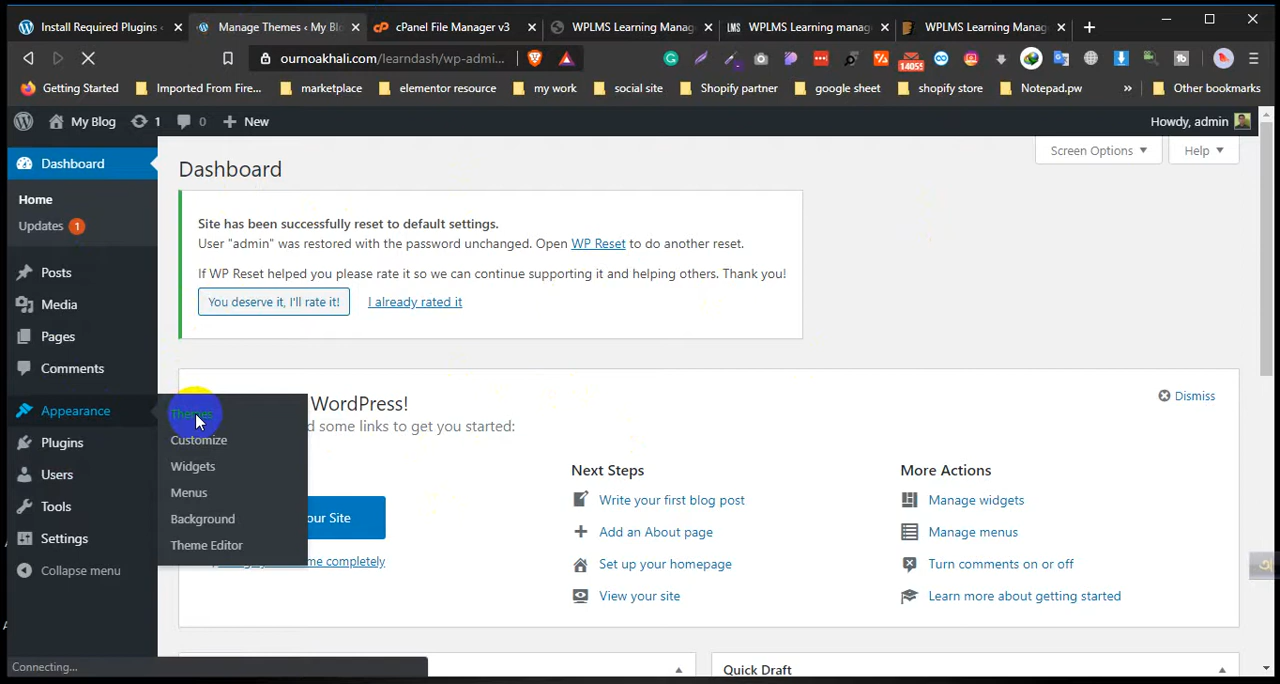 Install Required Plugins ‹
Manage Themes ‹ My Blo
cPanel File Manager v3
WPLMS Learning Manag
LMS WPLMS Learning manag
WPLMS Learning Manag
ournoakhali.com/learndash/wp-admi...
14055
Getting Started
Imported From Fire...
marketplace
elementor resource
my work
social site
Shopify partner
google sheet
shopify store
Notepad.pw
»
Other bookmarks
My Blog
1
0
New
Howdy, admin
Dashboard
Home
Updates 1
Posts
Media
Pages
Comments
Appearance
Plugins
Users
Tools
Settings
Collapse menu
Themes
Customize
Widgets
Menus
Background
Theme Editor
Dashboard
Screen Options
Help
Site has been successfully reset to default settings.
User "admin" was restored with the password unchanged. Open WP Reset to do another reset.
If WP Reset helped you please rate it so we can continue supporting it and helping others. Thank you!
You deserve it, I'll rate it!
I already rated it
WordPress!
Dismiss
d some links to get you started:
Next Steps
More Actions
our Site
me completely
Write your first blog post
Manage widgets
Add an About page
Manage menus
Set up your homepage
Turn comments on or off
View your site
Learn more about getting started
Quick Draft
Connecting...